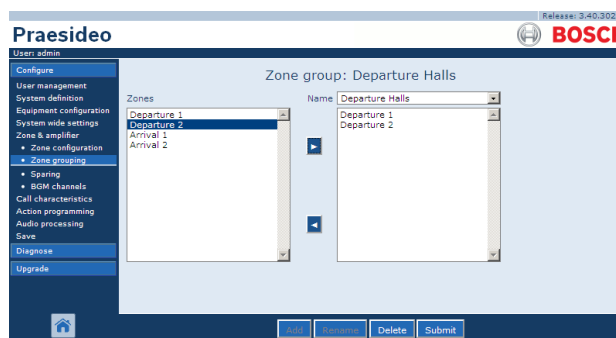 Release: 3.40.302
Praesideo
BOSCH
User: admin
Configure
User management
System definition
Equipment configuration
System wide settings
Zone & amplifier
• Zone configuration
• Zone grouping
• Sparing
• BGM channels
Call characteristics
Action programming
Audio processing
Save
Diagnose
Upgrade
Zone group: Departure Halls
Zones
Departure 1
Departure 2
Arrival 1
Arrival 2
Name Departure Halls
Departure 1
Departure 2
Add Rename Delete Submit